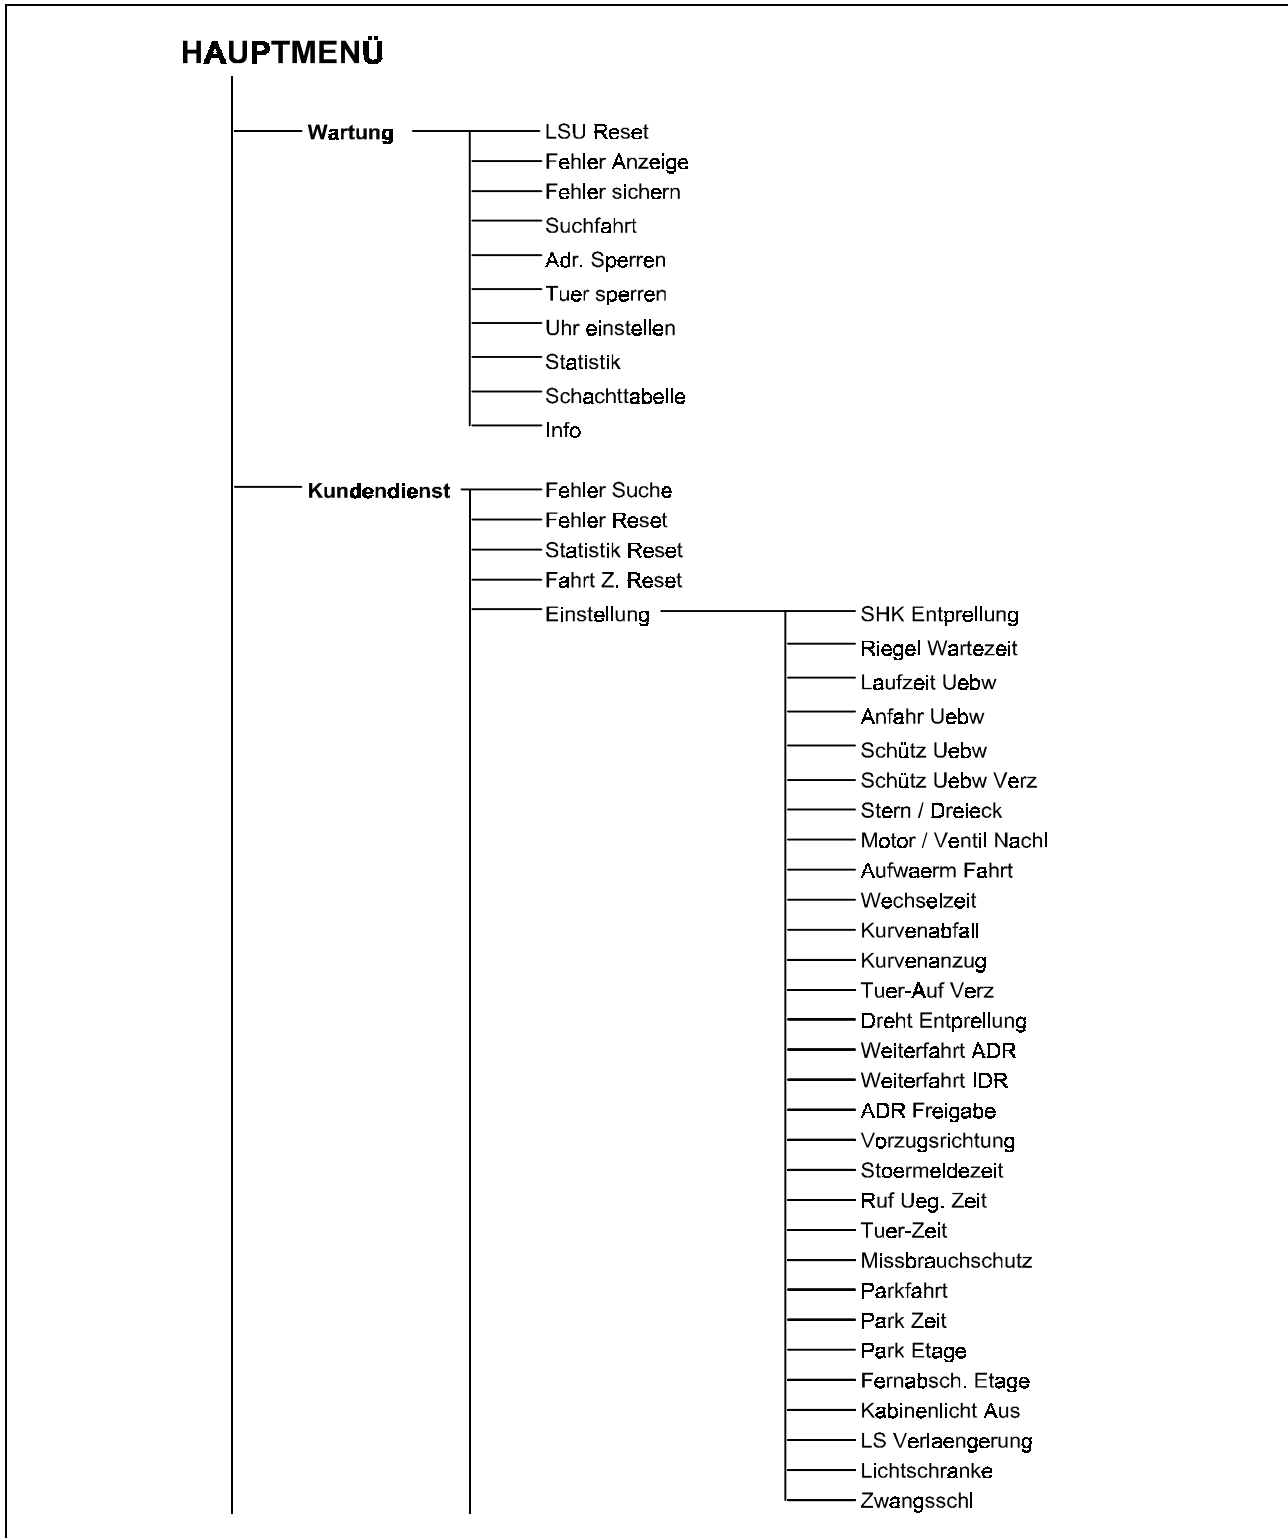 HAUPTMENÜ
Wartung
LSU Reset
Fehler Anzeige
Fehler sichern
Suchfahrt
Adr. Sperren
Tuer sperren
Uhr einstellen
Statistik
Schachttabelle
Info
Kundendienst
Fehler Suche
Fehler Reset
Statistik Reset
Fahrt Z. Reset
Einstellung
SHK Entprellung
Riegel Wartezeit
Laufzeit Uebw
Anfahr Uebw
Schütz Uebw
Schütz Uebw Verz
Stern / Dreieck
Motor / Ventil Nachl
Aufwaerm Fahrt
Wechselzeit
Kurvenabfall
Kurvenanzug
Tuer-Auf Verz
Dreht Entprellung
Weiterfahrt ADR
Weiterfahrt IDR
ADR Freigabe
Vorzugsrichtung
Stoermeldezeit
Ruf Ueg. Zeit
Tuer-Zeit
Missbrauchschutz
Parkfahrt
Park Zeit
Park Etage
Fernabsch. Etage
Kabinenlicht Aus
LS Verlaengerung
Lichtschranke
Zwangsschl